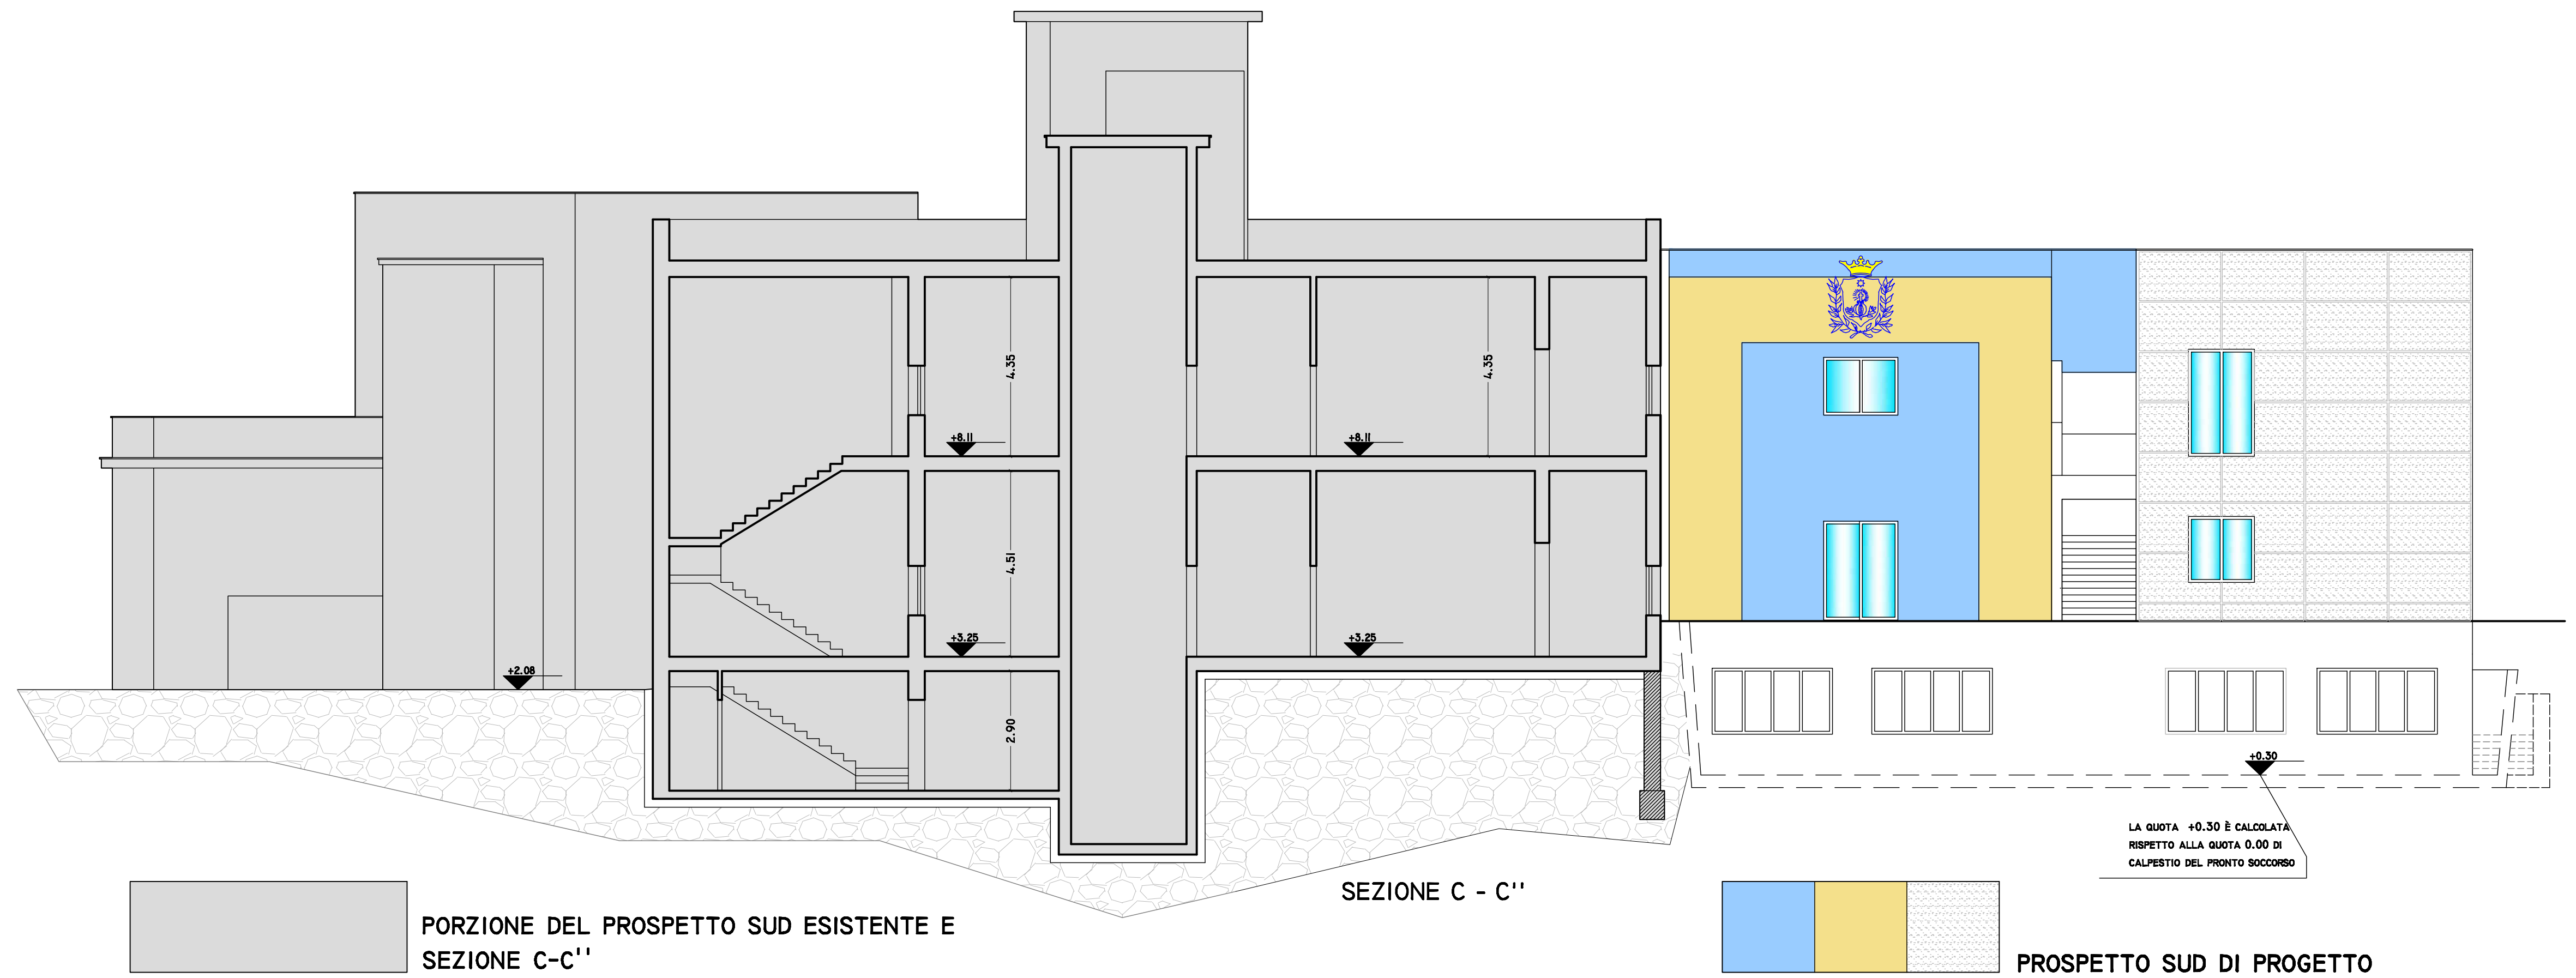 4.35
4.35
+8.11
+8.11
4.51
+3.25
+3.25
+2.08
2.90
+0.30
LA QUOTA +0.30 È CALCOLATA
RISPETTO ALLA QUOTA 0.00 DI
CALPESTIO DEL PRONTO SOCCORSO
SEZIONE C - C''
PORZIONE DEL PROSPETTO SUD ESISTENTE E
SEZIONE C-C''
PROSPETTO SUD DI PROGETTO